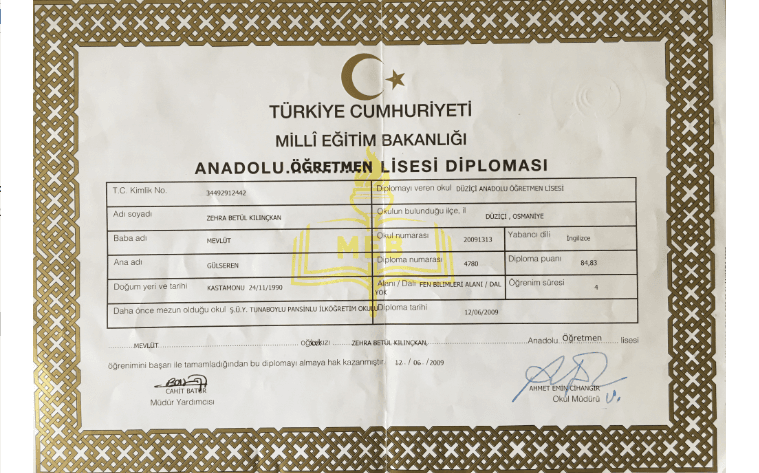 TÜRKİYE CUMHURİYETİ
MİLLÎ EĞİTİM BAKANLIĞI
ANADOLU ÖĞRETMEN LİSESİ DİPLOMASI
T.C. Kimlik No. 34492912442 Diplomayı veren okul DÜZİÇİ ANADOLU ÖĞRETMEN LİSESİ
Adı soyadı ZEHRA BETÜL KILINÇKAN Okulun bulunduğu ilçe, il DÜZİÇİ , OSMANİYE
Baba adı MEVLÜT Okul numarası 20091313 Yabancı dili İngilizce
Ana adı GÜLSEREN Diploma numarası 4780 Diploma puanı 84,83
Doğum yeri ve tarihi KASTAMONU 24/11/1990 Alanı / Dalı FEN BİLİMLERİ ALANI / DAL YOK Öğrenim süresi 4
Daha önce mezun olduğu okul Ş.Ü.Y. TUNABOYLU PANSİNLU İLKÖĞRETİM OKULU Diploma tarihi 12/06/2009
MEVLÜT kızı ZEHRA BETÜL KILINÇKAN, Anadolu Öğretmen lisesi
öğrenimini başarı ile tamamladığından bu diplomayı almaya hak kazanmıştır. 12 / 06 /2009
CAHİT BATUR AHMET EMİN CİHANGİR
Müdür Yardımcısı Okul Müdürü
MEB